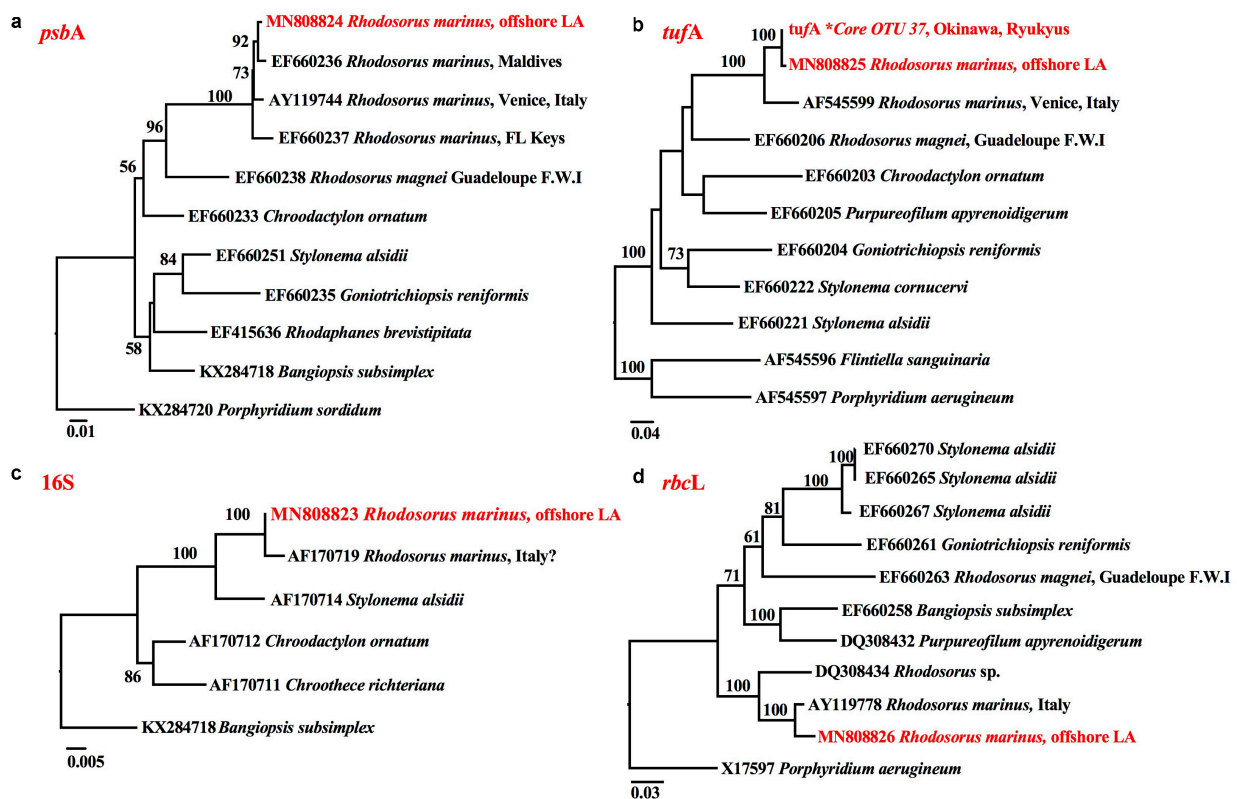 a
psbA
MN808824 Rhodosorus marinus, offshore LA
92
EF660236 Rhodosorus marinus, Maldives
73
AY119744 Rhodosorus marinus, Venice, Italy
100
EF660237 Rhodosorus marinus, FL Keys
96
EF660238 Rhodosorus magnei Guadeloupe F.W.I
56
EF660233 Chroodactylon ornatum
EF660251 Stylonema alsidii
84
EF660235 Goniotrichiopsis reniformis
EF415636 Rhodaphanes brevistipitata
58
KX284718 Bangiopsis subsimplex
KX284720 Porphyridium sordidum
0.01
b
tufA
tufA *Core OTU 37, Okinawa, Ryukyus
100
MN808825 Rhodosorus marinus, offshore LA
100
AF545599 Rhodosorus marinus, Venice, Italy
EF660206 Rhodosorus magnei, Guadeloupe F.W.I
EF660203 Chroodactylon ornatum
EF660205 Purpureofilum apyrenoidigerum
EF660204 Goniotrichiopsis reniformis
100
73
EF660222 Stylonema cornucervi
EF660221 Stylonema alsidii
AF545596 Flintiella sanguinaria
100
AF545597 Porphyridium aerugineum
0.04
c
16S
100
MN808823 Rhodosorus marinus, offshore LA
100
AF170719 Rhodosorus marinus, Italy?
AF170714 Stylonema alsidii
AF170712 Chroodactylon ornatum
86
AF170711 Chroothece richteriana
KX284718 Bangiopsis subsimplex
0.005
d
rbcL
EF660270 Stylonema alsidii
100
EF660265 Stylonema alsidii
100
EF660267 Stylonema alsidii
81
EF660261 Goniotrichiopsis reniformis
61
EF660263 Rhodosorus magnei, Guadeloupe F.W.I
71
EF660258 Bangiopsis subsimplex
100
DQ308432 Purpureofilum apyrenoidigerum
DQ308434 Rhodosorus sp.
100
AY119778 Rhodosorus marinus, Italy
100
MN808826 Rhodosorus marinus, offshore LA
X17597 Porphyridium aerugineum
0.03